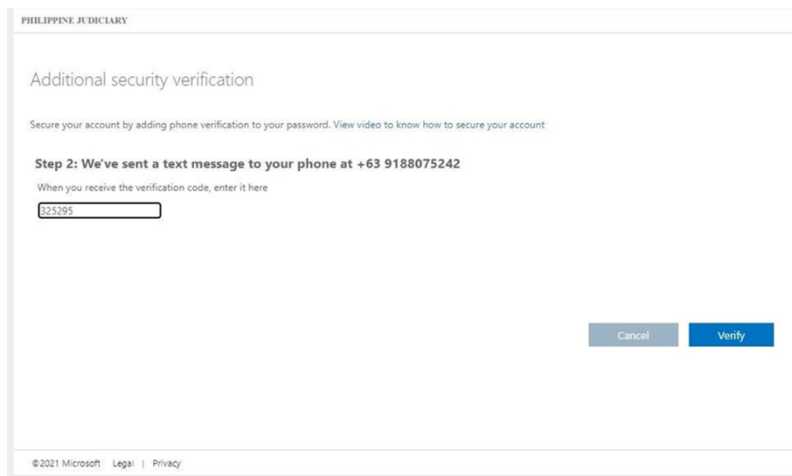 PHILIPPINE JUDICIARY
Additional security verification
Secure your account by adding phone verification to your password. View video to know how to secure your account
Step 2: We've sent a text message to your phone at +63 9188075242
When you receive the verification code, enter it here
325295
Cancel Verify
©2021 Microsoft Legal | Privacy